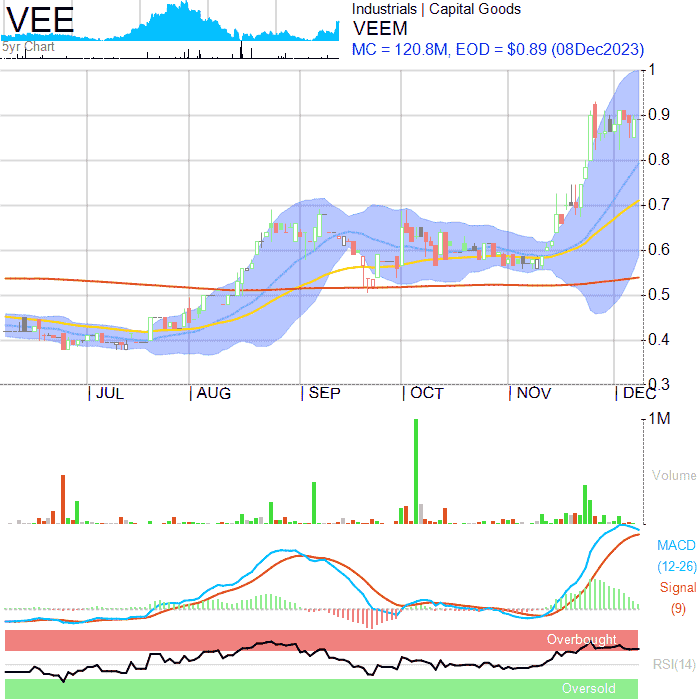 VEE
5yr Chart
Industrials | Capital Goods
VEEM
MC = 120.8M, EOD = $0.89 (08Dec2023)
1
0.9
0.8
0.7
0.6
0.5
0.4
0.3
JUL AUG SEP OCT NOV DEC
1M
Volume
MACD
(12-26)
Signal
(9)
Overbought
RSI(14)
Oversold